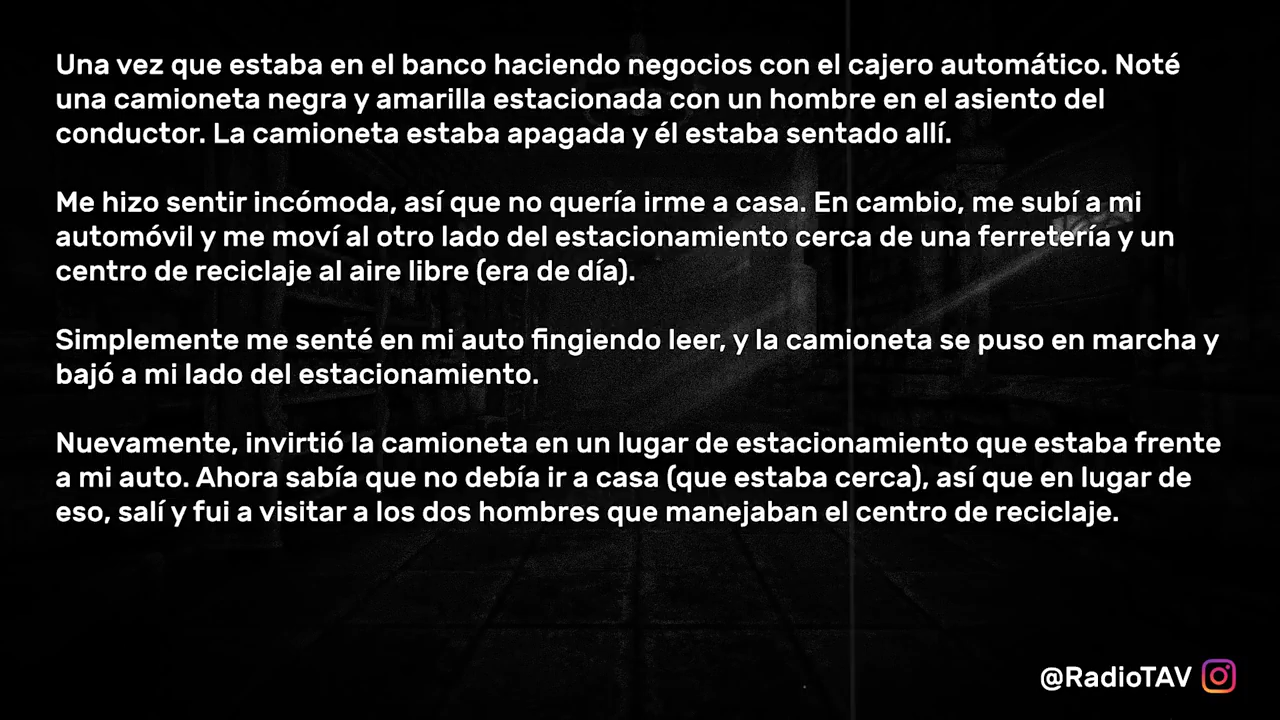 Una vez que estaba en el banco haciendo negocios con el cajero automático. Noté
una camioneta negra y amarilla estacionada con un hombre en el asiento del
conductor. La camioneta estaba apagada y él estaba sentado allí.
Me hizo sentir incómoda, así que no quería irme a casa. En cambio, me subí a mi
automóvil y me moví al otro lado del estacionamiento cerca de una ferretería y un
centro de reciclaje al aire libre (era de día).
Simplemente me senté en mi auto fingiendo leer, y la camioneta se puso en marcha y
bajó a mi lado del estacionamiento.
Nuevamente, invirtió la camioneta en un lugar de estacionamiento que estaba frente
a mi auto. Ahora sabía que no debía ir a casa (que estaba cerca), así que en lugar de
eso, salí y fui a visitar a los dos hombres que manejaban el centro de reciclaje.
@RadioTAV